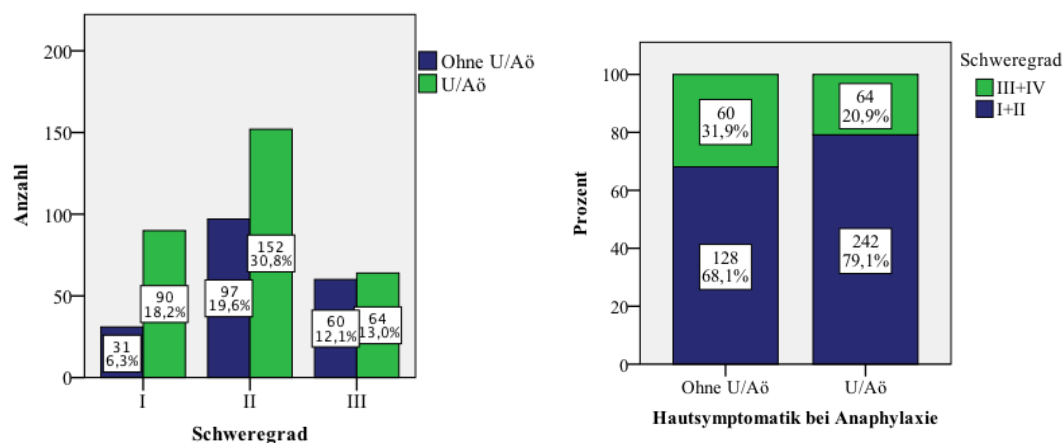 200
150
100
50
0
Anzahl
31
6,3%
90
18,2%
97
19,6%
152
30,8%
60
12,1%
64
13,0%
I
II
III
Schweregrad
Ohne U/Aö
U/Aö
100
80
60
40
20
0
Prozent
60
31,9%
64
20,9%
128
68,1%
242
79,1%
Ohne U/Aö
U/Aö
Hautsymptomatik bei Anaphylaxie
Schweregrad
III+IV
I+II